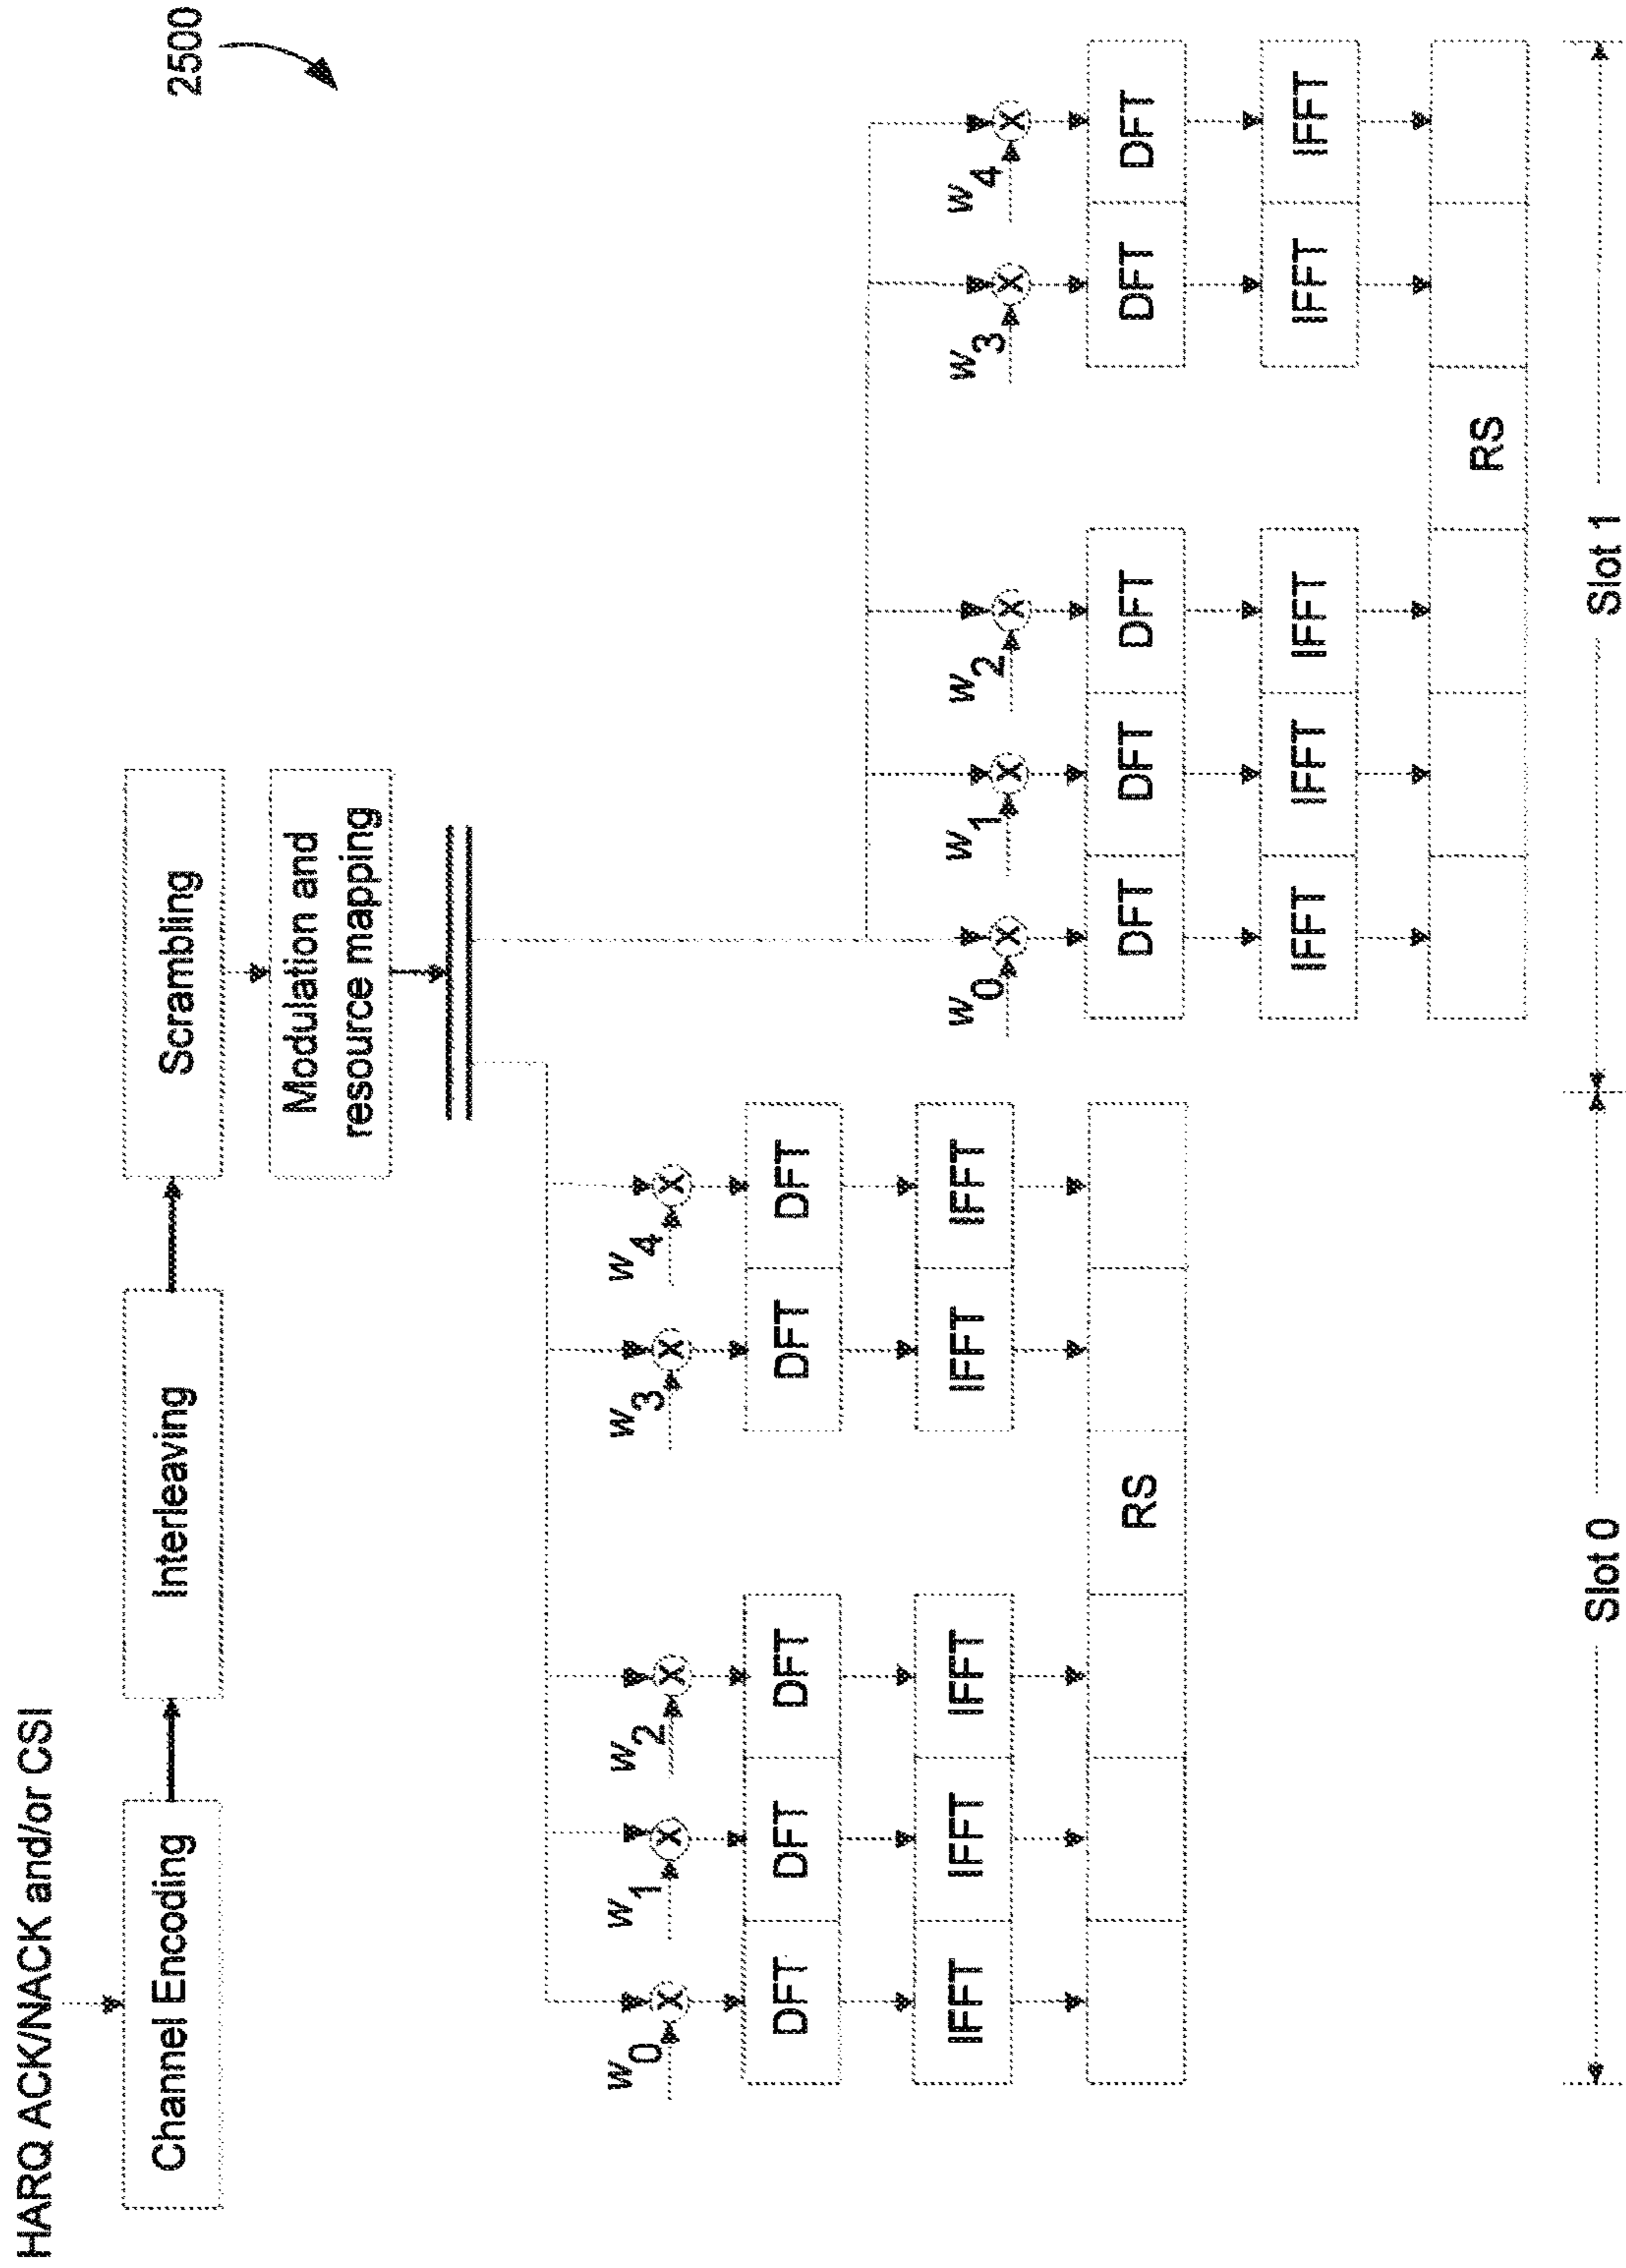 2500
HARQ ACK/NACK and/or CSI
Channel Encoding
Interleaving
Scrambling
Modulation and
resource mapping
w0
w1
w2
w3
w4
DFT
DFT
DFT
DFT
DFT
IFFT
IFFT
IFFT
IFFT
IFFT
RS
w0
w1
w2
w3
w4
DFT
DFT
DFT
DFT
DFT
IFFT
IFFT
IFFT
IFFT
IFFT
RS
Slot 0
Slot 1